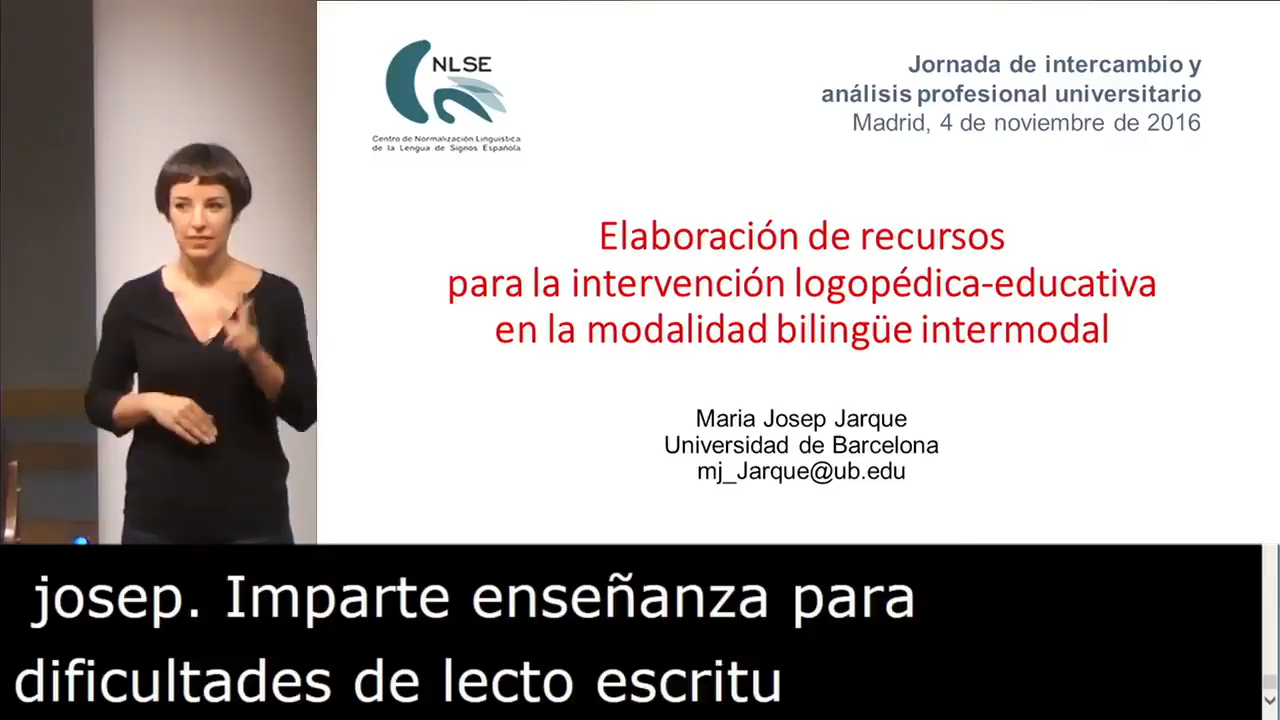 NLSE
Centro de Normalización Lingüística
de la Lengua de Signos Española
Jornada de intercambio y
análisis profesional universitario
Madrid, 4 de noviembre de 2016
Elaboración de recursos
para la intervención logopédica-educativa
en la modalidad bilingüe intermodal
Maria Josep Jarque
Universidad de Barcelona
mj_Jarque@ub.edu
josep. Imparte enseñanza para
dificultades de lecto escritu